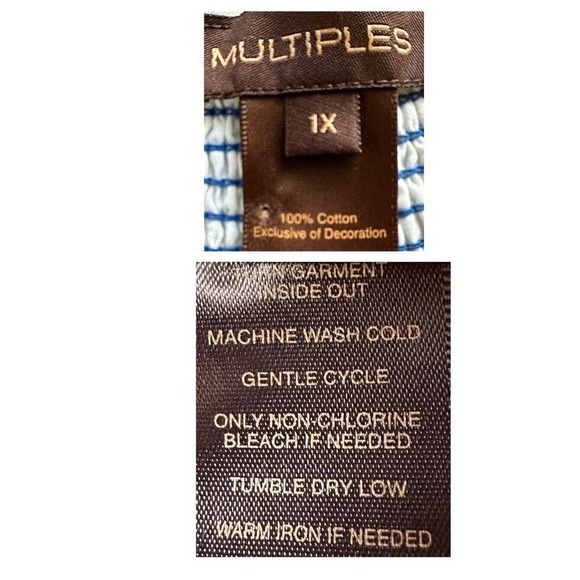 MULTIPLES
1X
100% Cotton
Exclusive of Decoration
TURN GARMENT
INSIDE OUT
MACHINE WASH COLD
GENTLE CYCLE
ONLY NON-CHLORINE
BLEACH IF NEEDED
TUMBLE DRY LOW
WARM IRON IF NEEDED